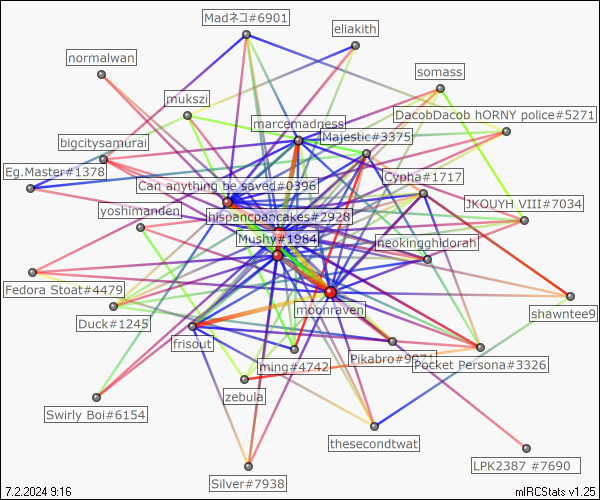 Madネコ#6901
eliakith
normalwan
somass
mukszi
DacobDacob hORNY police#5271
marcemadness
Majestic#3375
bigcitysamurai
Eg.Master#1378
Cypha#1717
Can anything be saved#0396
JKOUYH VIII#7034
yoshimanden
hispancpancakes#2928
Mushy#1984
neokingghidorah
Fedora Stoat#4479
moonraven
shawntee9
Duck#1245
frisout
ming#4742
Pikabro#9071
Pocket Persona#3326
zebula
Swirly Boi#6154
thesecondtwat
LPK2387 #7690
Silver#7938
7.2.2024 9:16
mIRCStats v1.25